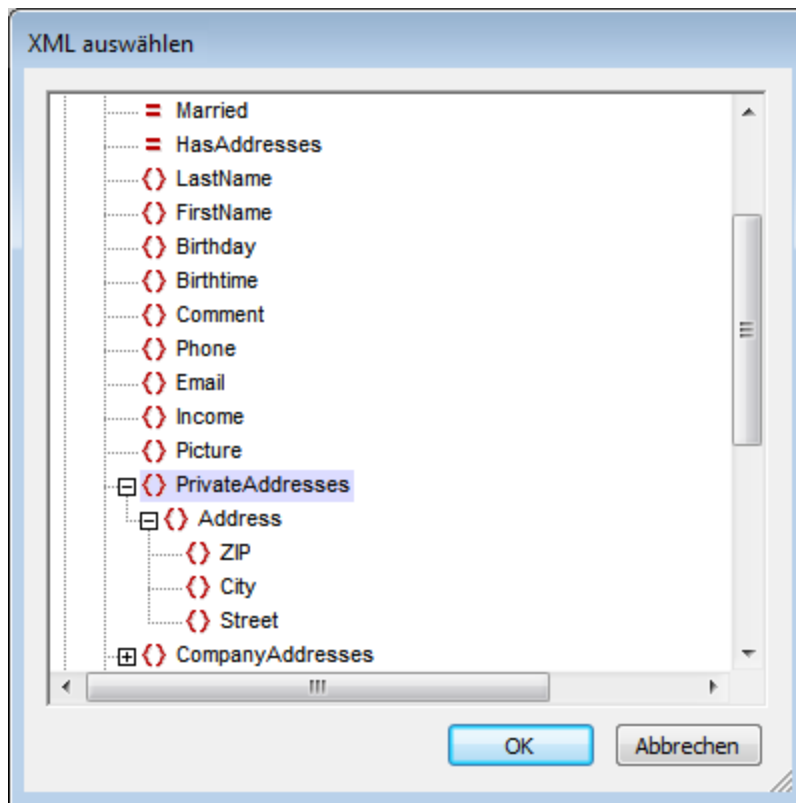 XML auswählen
Married
HasAddresses
LastName
FirstName
Birthday
Birthtime
Comment
Phone
Email
Income
Picture
PrivateAddresses
Address
ZIP
City
Street
CompanyAddresses
OK
Abbrechen